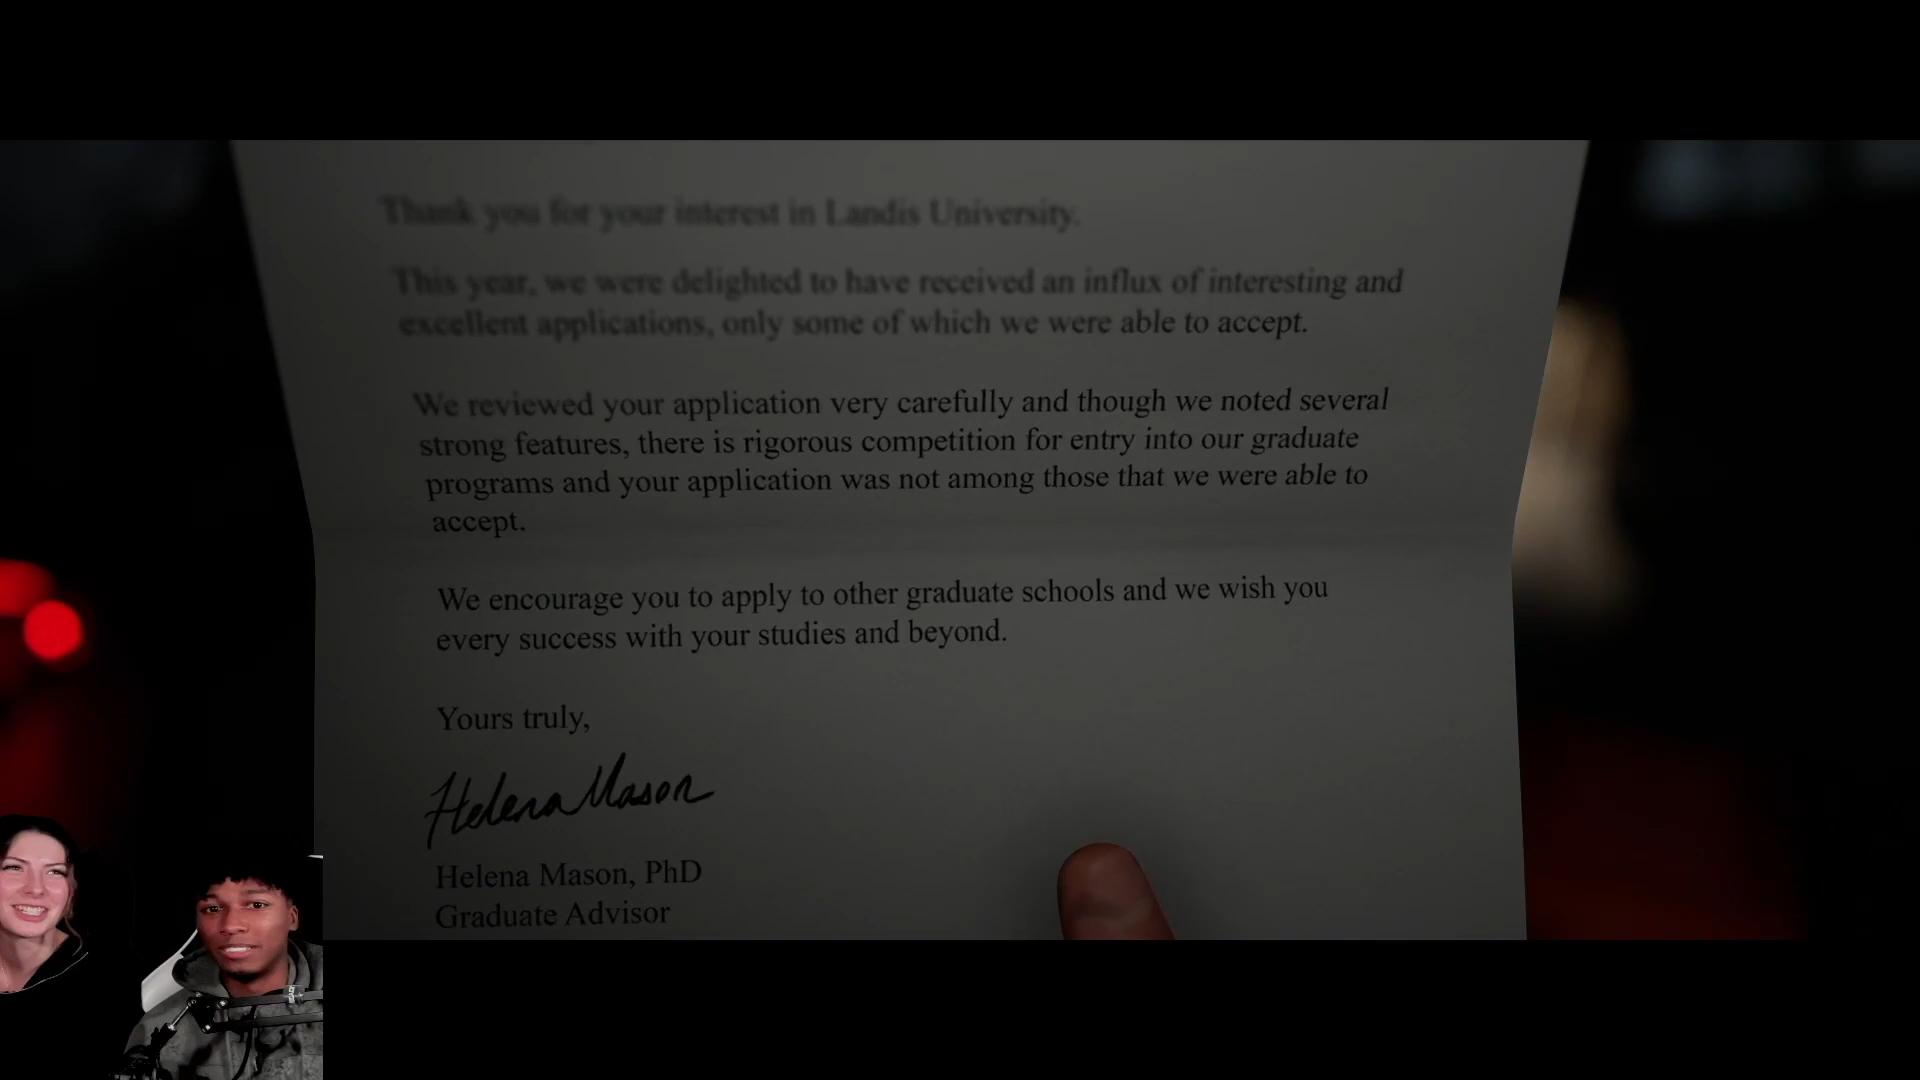 Thank you for your interest in Landis University.
This year, we were delighted to have received an influx of interesting and
excellent applications, only some of which we were able to accept.
We reviewed your application very carefully and though we noted several
strong features, there is rigorous competition for entry into our graduate
programs and your application was not among those that we were able to
accept.
We encourage you to apply to other graduate schools and we wish you
every success with your studies and beyond.
Yours truly,
Helena Mason
Helena Mason, PhD
Graduate Advisor